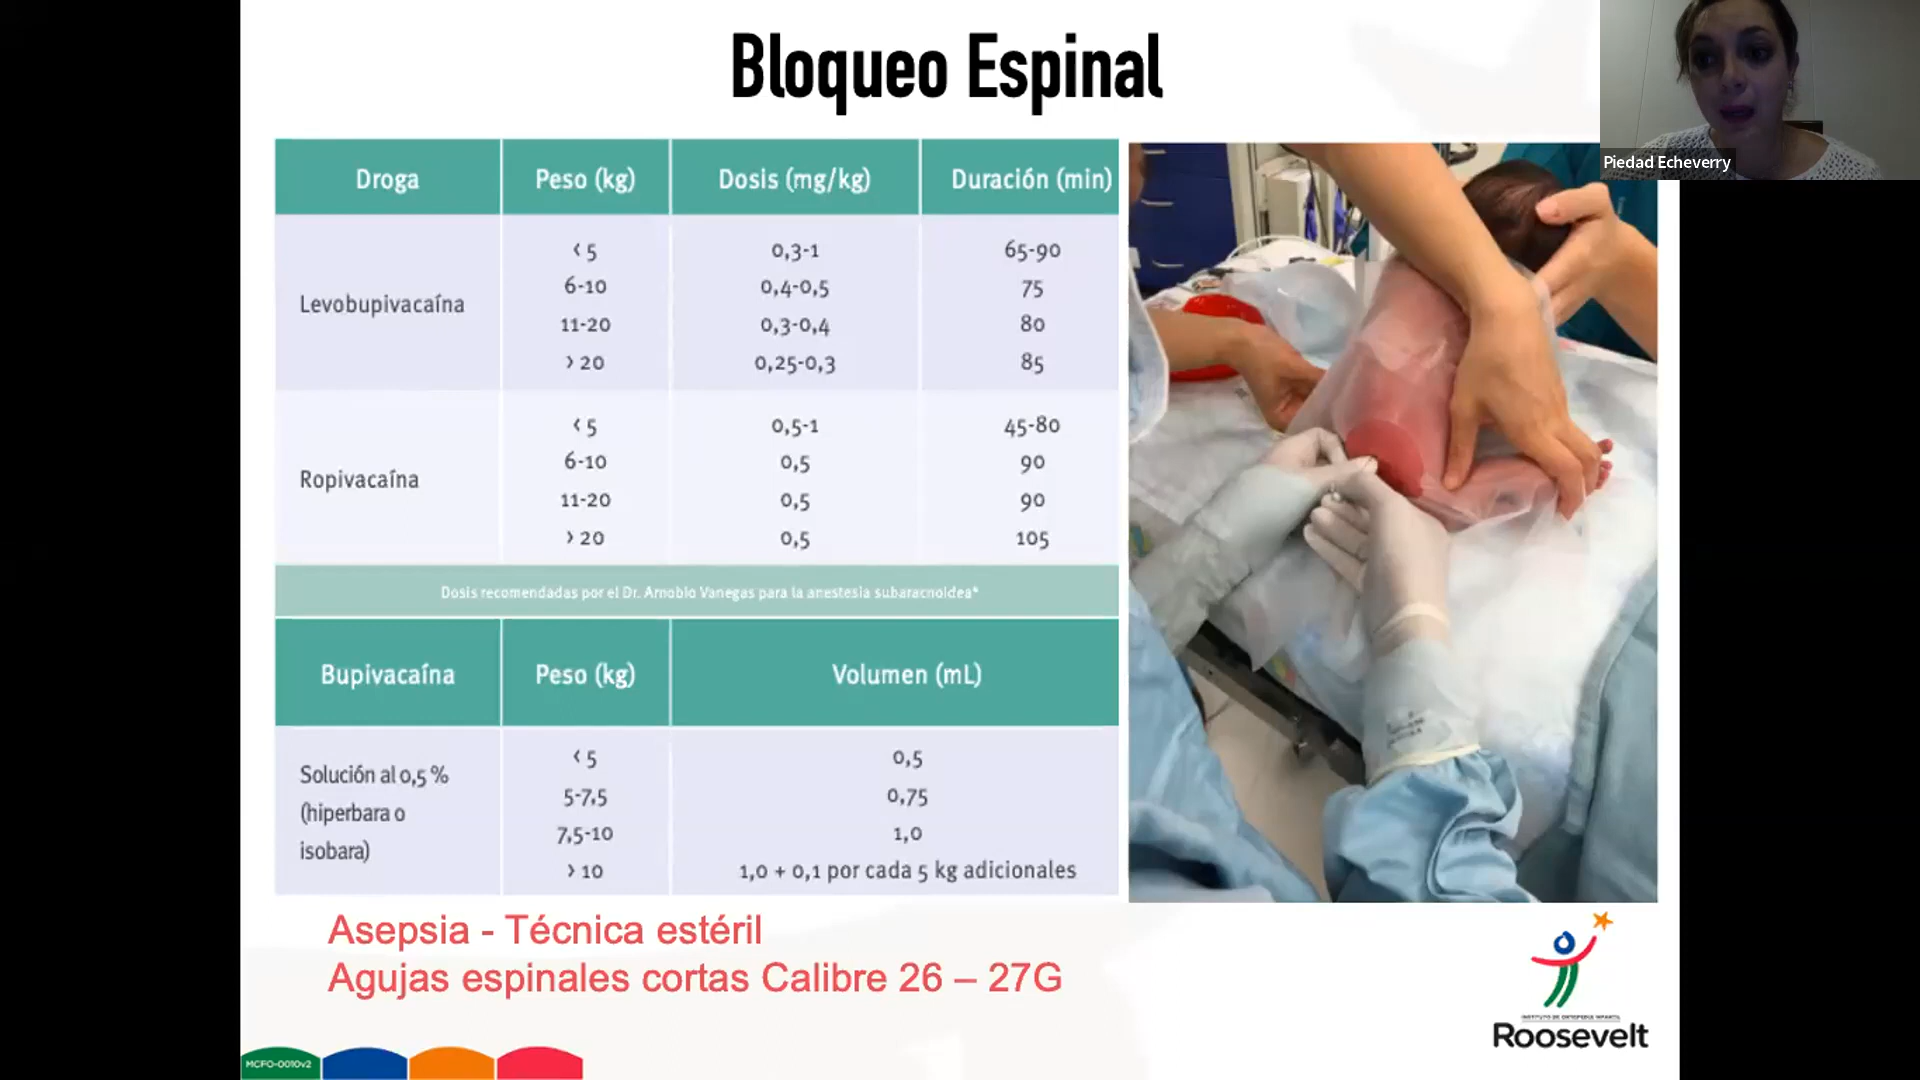 Bloqueo Espinal
Piedad Echeverry
Droga Peso (kg) Dosis (mg/kg) Duración (min)
Levobupivacaína
< 5 0,3-1 65-90
6-10 0,4-0,5 75
11-20 0,3-0,4 80
> 20 0,25-0,3 85
Ropivacaína
< 5 0,5-1 45-80
6-10 0,5 90
11-20 0,5 90
> 20 0,5 105
Dosis recomendadas por el Dr. Arnobio Vanegas para la anestesia subaracnoidea*
Bupivacaína Peso (kg) Volumen (mL)
Solución al 0,5 %
(hiperbara o
isobara)
< 5 0,5
5-7,5 0,75
7,5-10 1,0
> 10 1,0 + 0,1 por cada 5 kg adicionales
Asepsia - Técnica estéril
Agujas espinales cortas Calibre 26 – 27G
INSTITUTO DE ORTOPEDIA INFANTIL
Roosevelt
MCFO-0010v2